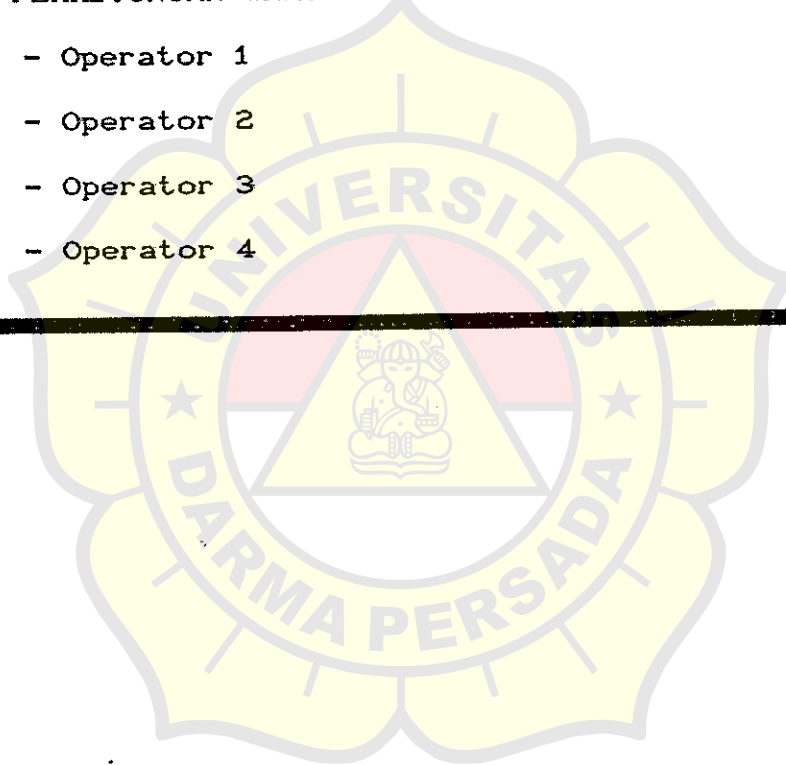 - Operator 1
- Operator 2
- Operator 3
- Operator 4
UNIVERSITAS
DARMA PERSADA